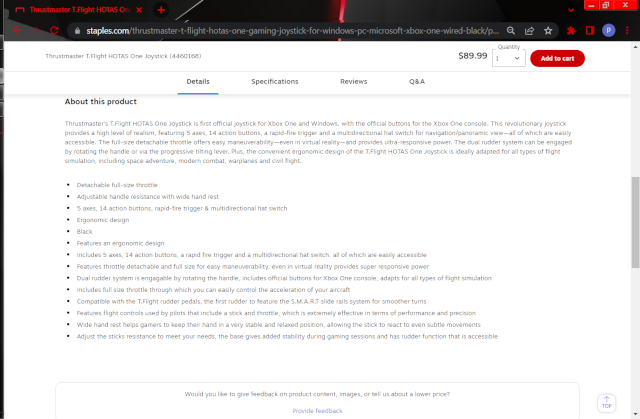 Thrustmaster T.Flight HOTAS One J
staples.com/thrustmaster-t-flight-hotas-one-gaming-joystick-for-windows-pc-microsoft-xbox-one-wired-black/p...
P
Thrustmaster T.Flight HOTAS One Joystick (4460168)
$89.99
Quantity
1
Add to cart
Details
Specifications
Reviews
Q&A
About this product
Thrustmaster's T.Flight HOTAS One Joystick is first official joystick for Xbox One and Windows, with the official buttons for the Xbox One console. This revolutionary joystick
provides a high level of realism, featuring 5 axes, 14 action buttons, a rapid-fire trigger and a multidirectional hat switch for navigation/panoramic view—all of which are easily
accessible. The full-size detachable throttle offers easy maneuverability—even in virtual reality—and provides ultra-responsive power. The dual rudder system can be engaged
by rotating the handle or via the progressive tilting lever. Plus, the convenient ergonomic design of the T.Flight HOTAS One Joystick is ideally adapted for all types of flight
simulation, including space adventure, modern combat, warplanes and civil flight.
• Detachable full-size throttle
• Adjustable handle resistance with wide hand rest
• 5 axes, 14 action buttons, rapid-fire trigger & multidirectional hat switch
• Ergonomic design
• Black
• Features an ergonomic design
• Includes 5 axes, 14 action buttons, a rapid fire trigger and a multidirectional hat switch, all of which are easily accessible
• Features throttle detachable and full size for easy maneuverability, even in virtual reality provides super responsive power
• Dual rudder system is engagable by rotating the handle, includes official buttons for Xbox One console, adapts for all types of flight simulation
• Includes full size throttle through which you can easily control the acceleration of your aircraft
• Compatible with the T.Flight rudder pedals, the first rudder to feature the S.M.A.R.T slide rails system for smoother turns
• Features flight controls used by pilots that include a stick and throttle, which is extremely effective in terms of performance and precision
• Wide hand rest helps gamers to keep their hand in a very stable and relaxed position, allowing the stick to react to even subtle movements
• Adjust the sticks resistance to meet your needs, the base gives added stability during gaming sessions and has rudder function that is accessible
Would you like to give feedback on product content, images, or tell us about a lower price?
Provide feedback
TOP